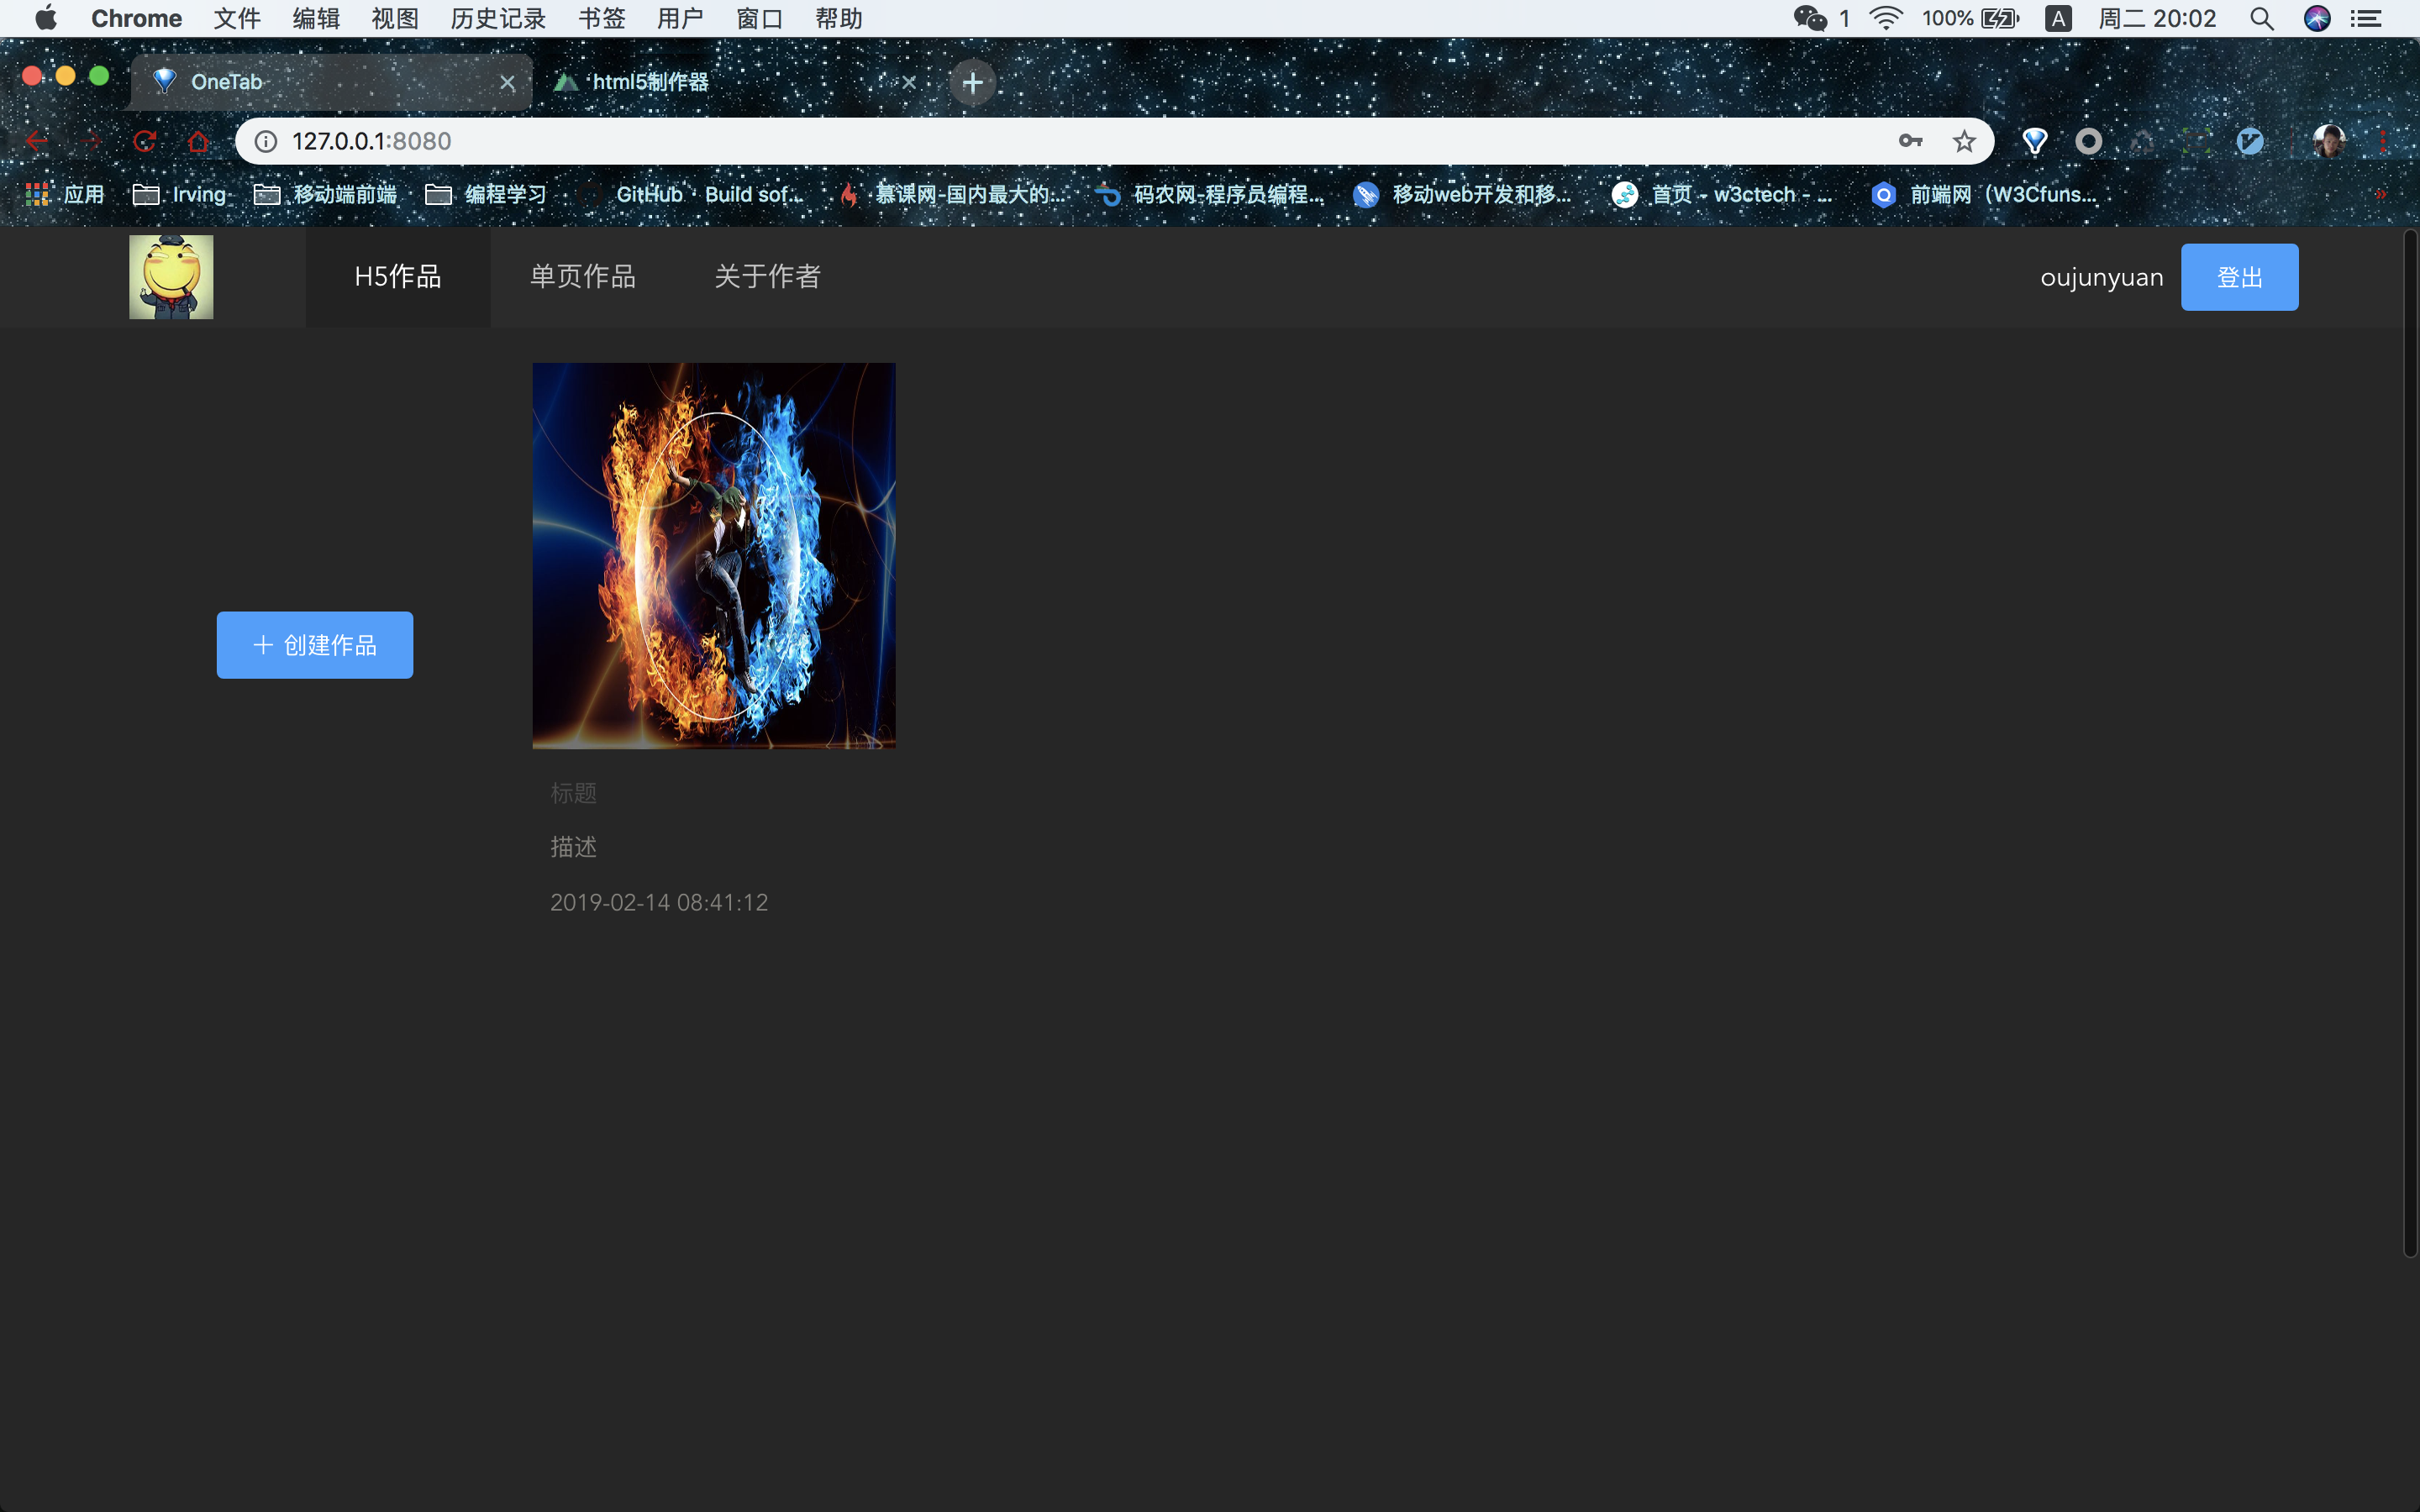 Chrome 文件 编辑 视图 历史记录 书签 用户 窗口 帮助 1 100% A 周二 20:02
OneTab html5制作器
127.0.0.1:8080
应用 Irving 移动端前端 编程学习 GitHub · Build sof... 慕课网-国内最大的... 码农网-程序员编程... 移动web开发和移... 首页 - w3ctech - ... 前端网（W3Cfuns... »
H5作品 单页作品 关于作者 oujunyuan 登出
创建作品
标题
描述
2019-02-14 08:41:12